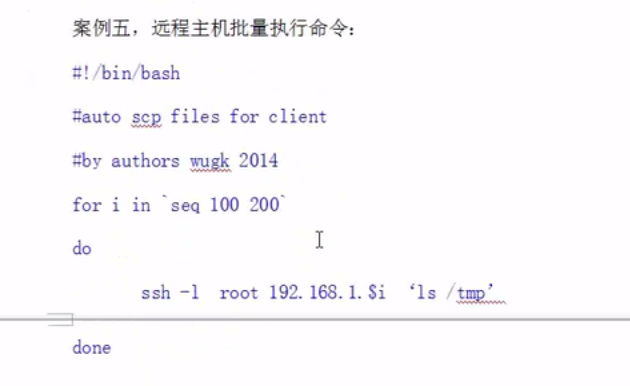 案例五，远程主机批量执行命令：
#!/bin/bash
#auto scp files for client
#by authors wugk 2014
for i in `seq 100 200`
do
ssh -l  root 192.168.1.$i  ‘ls /tmp’
done